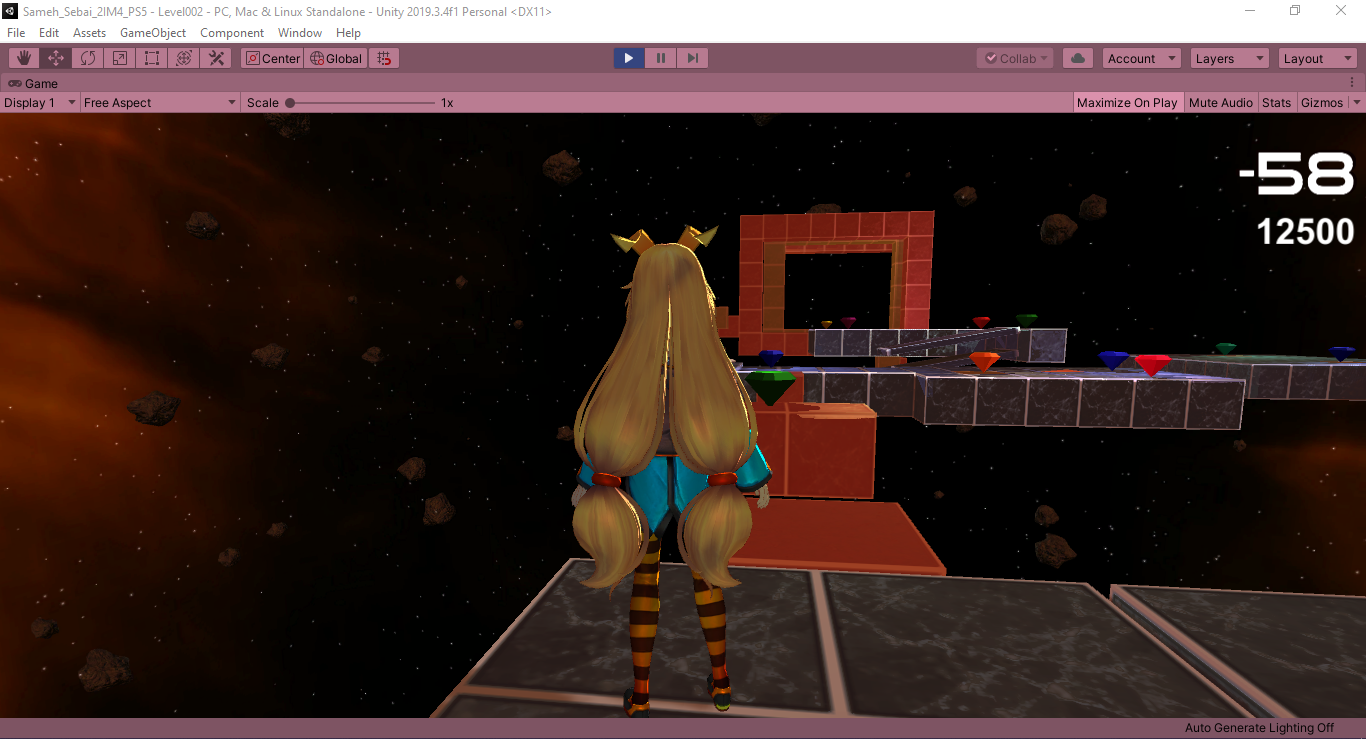 Sameh_Sebai_2IM4_PS5 - Level002 - PC, Mac & Linux Standalone - Unity 2019.3.4f1 Personal <DX11>
File Edit Assets GameObject Component Window Help
Center Global Collab Account Layers Layout
Game
Display 1 Free Aspect Scale 1x Maximize On Play Mute Audio Stats Gizmos
-58
12500
Auto Generate Lighting Off